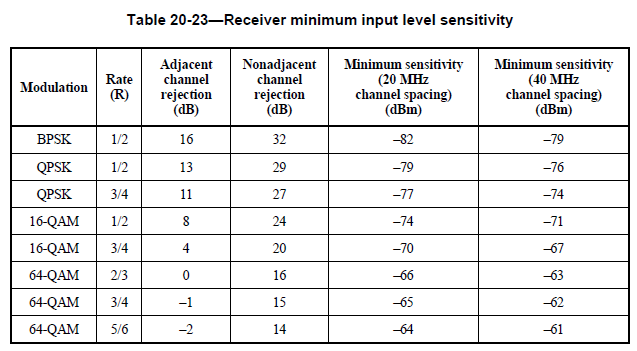 Table 20-23—Receiver minimum input level sensitivity
Modulation Rate (R) Adjacent channel rejection (dB) Nonadjacent channel rejection (dB) Minimum sensitivity (20 MHz channel spacing) (dBm) Minimum sensitivity (40 MHz channel spacing) (dBm)
BPSK 1/2 16 32 –82 –79
QPSK 1/2 13 29 –79 –76
QPSK 3/4 11 27 –77 –74
16-QAM 1/2 8 24 –74 –71
16-QAM 3/4 4 20 –70 –67
64-QAM 2/3 0 16 –66 –63
64-QAM 3/4 –1 15 –65 –62
64-QAM 5/6 –2 14 –64 –61